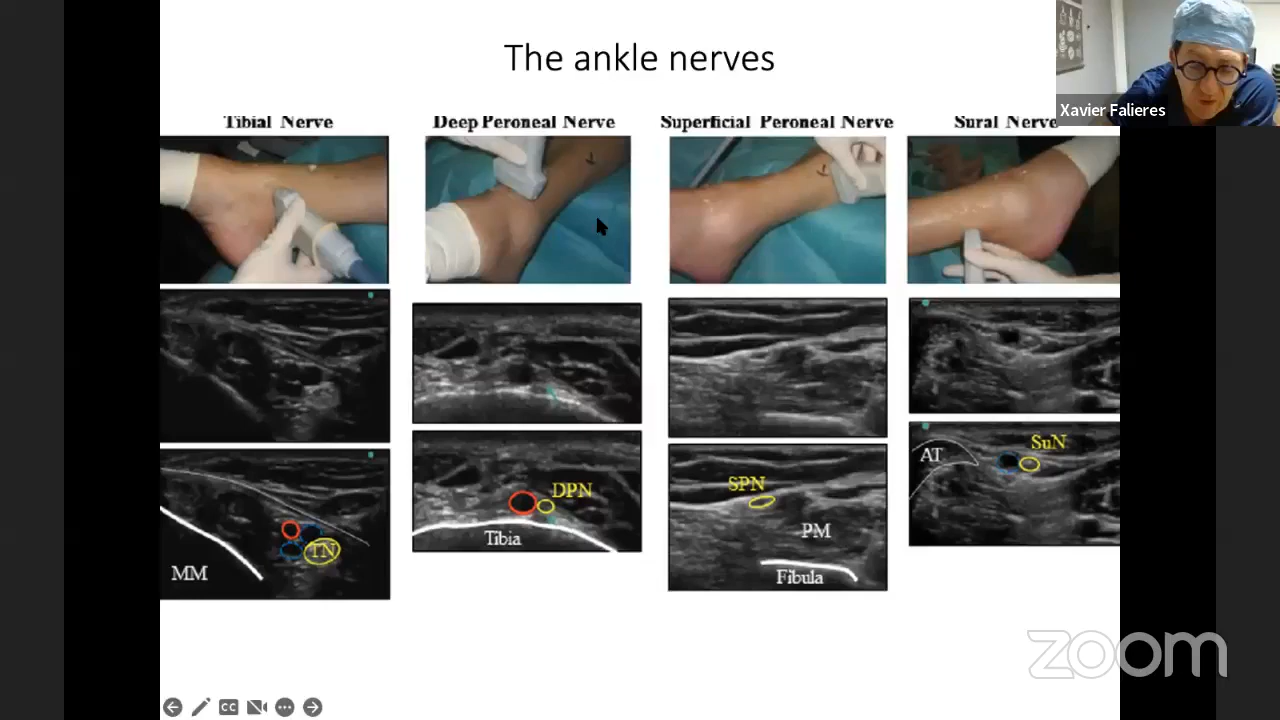 The ankle nerves
Xavier Falieres
Tibial Nerve
Deep Peroneal Nerve
Superficial Peroneal Nerve
Sural Nerve
MM
TN
DPN
Tibia
SPN
PM
Fibula
AT
SuN
CC
zoom